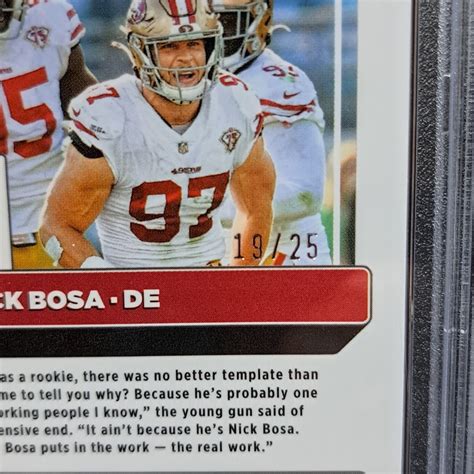 97
19/25
CK BOSA · DE
as a rookie, there was no better template than
me to tell you why? Because he's probably one
orking people I know,” the young gun said of
ensive end. “It ain't because he's Nick Bosa.
Bosa puts in the work — the real work.”